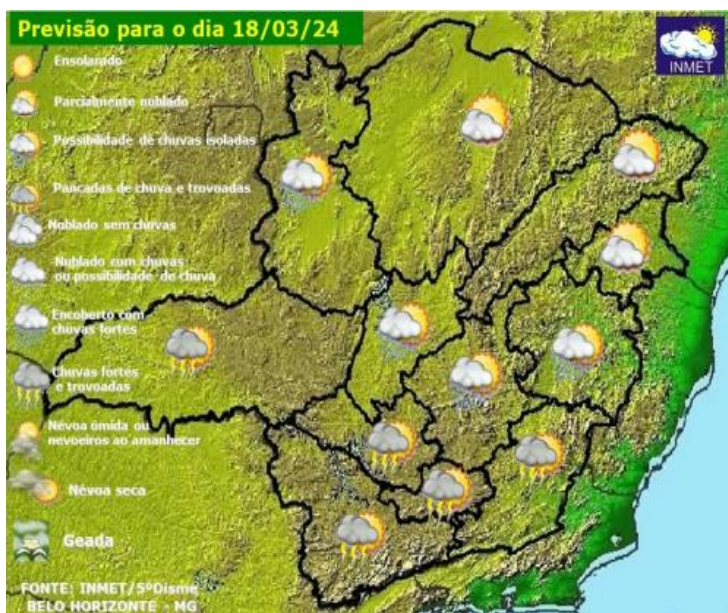 Previsão para o dia 18/03/24
INMET
Ensolarado
Parcialmente noblado
Possibilidade de chuvas isoladas
Pancadas de chuva e trovoadas
Noblado sem chuvas
Nublado com chuvas
ou possibilidade de chuva
Encoberto com
chuvas fortes
Chuvas fortes
e trovoadas
Névoa úmida ou
nevoeiros ao amanhecer
Névoa seca
Geada
FONTE: INMET/5ºDisme
BELO HORIZONTE - MG